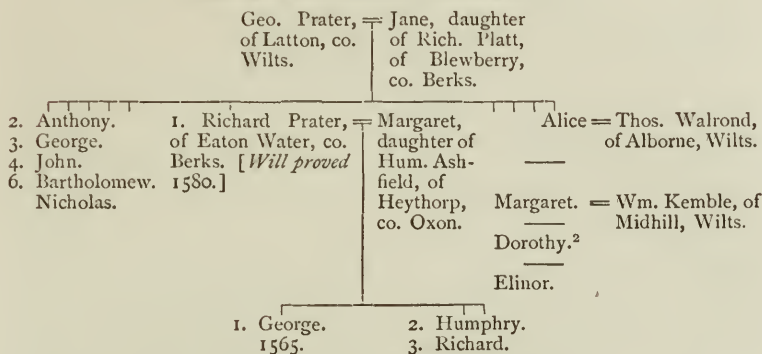 Geo. Prater, = Jane, daughter
of Latton, co. of Rich. Platt,
Wilts. of Blewberry,
co. Berks.
2. Anthony. 1. Richard Prater, = Margaret, Alice = Thos. Walrond,
3. George. of Eaton Water, co. daughter of of Alborne, Wilts.
4. John. Berks. [Will proved Hum. Ash-
6. Bartholomew. 1580.] field, of
Nicholas. Heythorp, Margaret. = Wm. Kemble, of
co. Oxon. Midhill, Wilts.
Dorothy.²
Elinor.
1. George. 2. Humphry.
1565. 3. Richard.